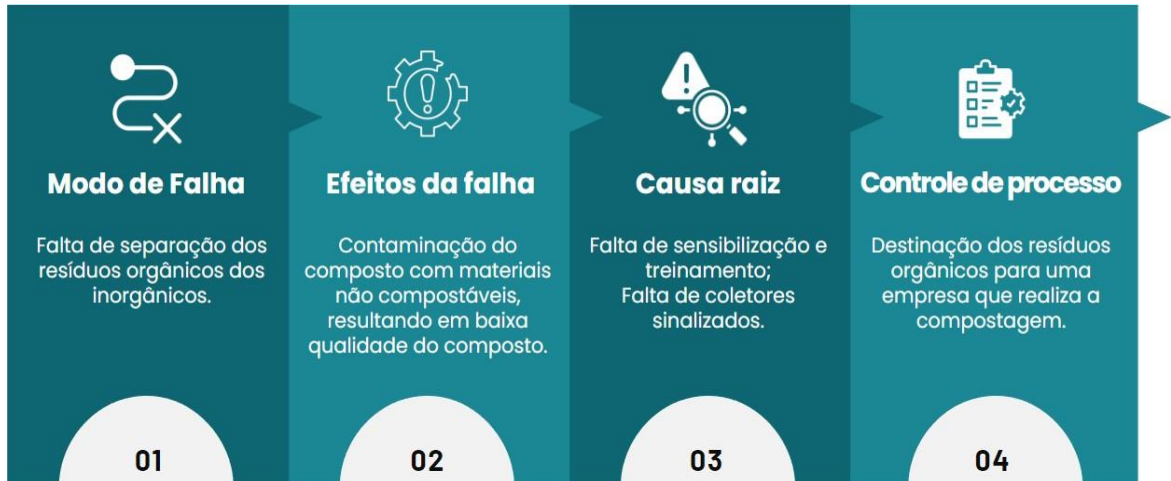 Modo de Falha
Falta de separação dos
resíduos orgânicos dos
inorgânicos.
01
Efeitos da falha
Contaminação do
composto com materiais
não compostáveis,
resultando em baixa
qualidade do composto.
02
Causa raiz
Falta de sensibilização e
treinamento;
Falta de coletores
sinalizados.
03
Controle de processo
Destinação dos resíduos
orgânicos para uma
empresa que realiza a
compostagem.
04